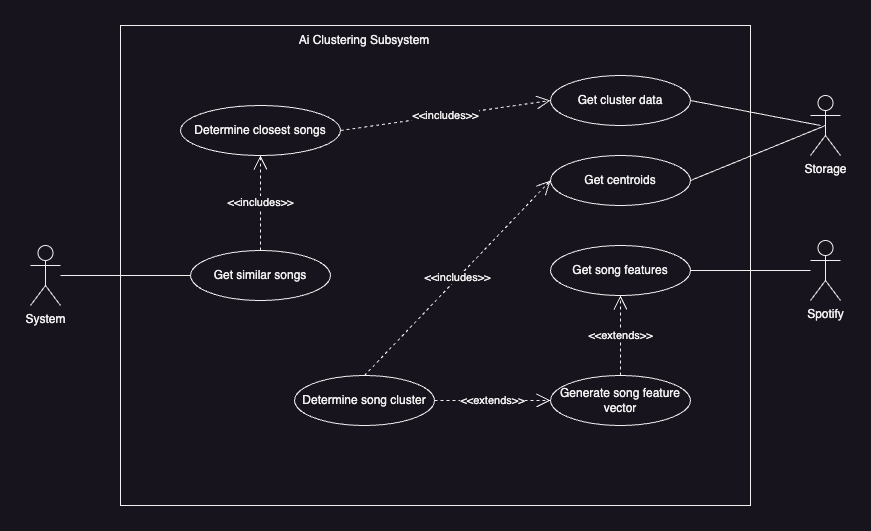 Ai Clustering Subsystem
Get cluster data
<<includes>>
Determine closest songs
Storage
Get centroids
<<includes>>
Get similar songs
<<includes>>
Get song features
System
Spotify
<<extends>>
Determine song cluster
<<extends>>
Generate song feature
vector